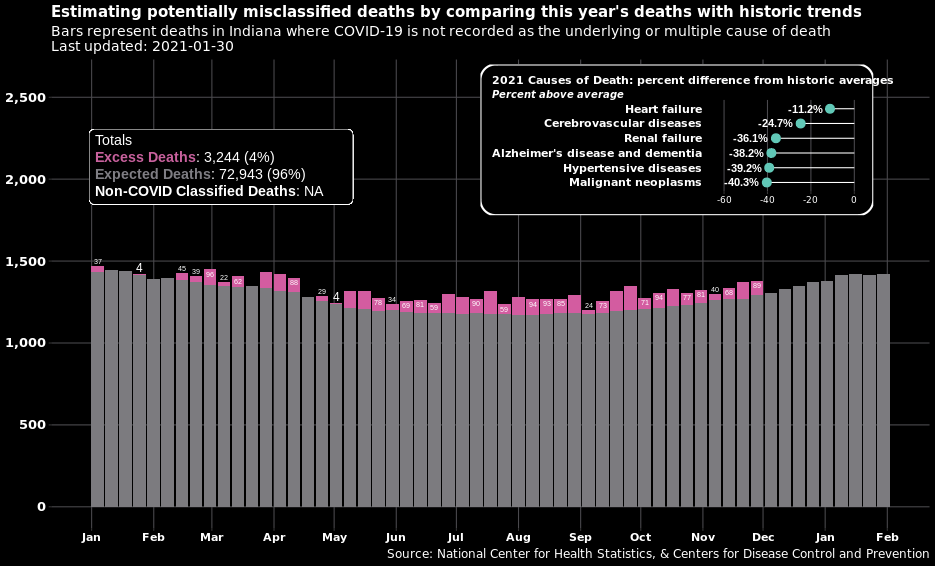 Estimating potentially misclassified deaths by comparing this year's deaths with historic trends
Bars represent deaths in Indiana where COVID-19 is not recorded as the underlying or multiple cause of death
Last updated: 2021-01-30
2021 Causes of Death: percent difference from historic averages
Percent above average
Heart failure -11.2%
Cerebrovascular diseases -24.7%
Renal failure -36.1%
Alzheimer's disease and dementia -38.2%
Hypertensive diseases -39.2%
Malignant neoplasms -40.3%
-60 -40 -20 0
Totals
Excess Deaths: 3,244 (4%)
Expected Deaths: 72,943 (96%)
Non-COVID Classified Deaths: NA
2,500
2,000
1,500
1,000
500
0
37 4 45 39 96 22 62 88 29 4 78 34 69 81 59 90 59 94 93 85 24 73 71 94 77 81 40 68 89
Jan Feb Mar Apr May Jun Jul Aug Sep Oct Nov Dec Jan Feb
Source: National Center for Health Statistics, & Centers for Disease Control and Prevention